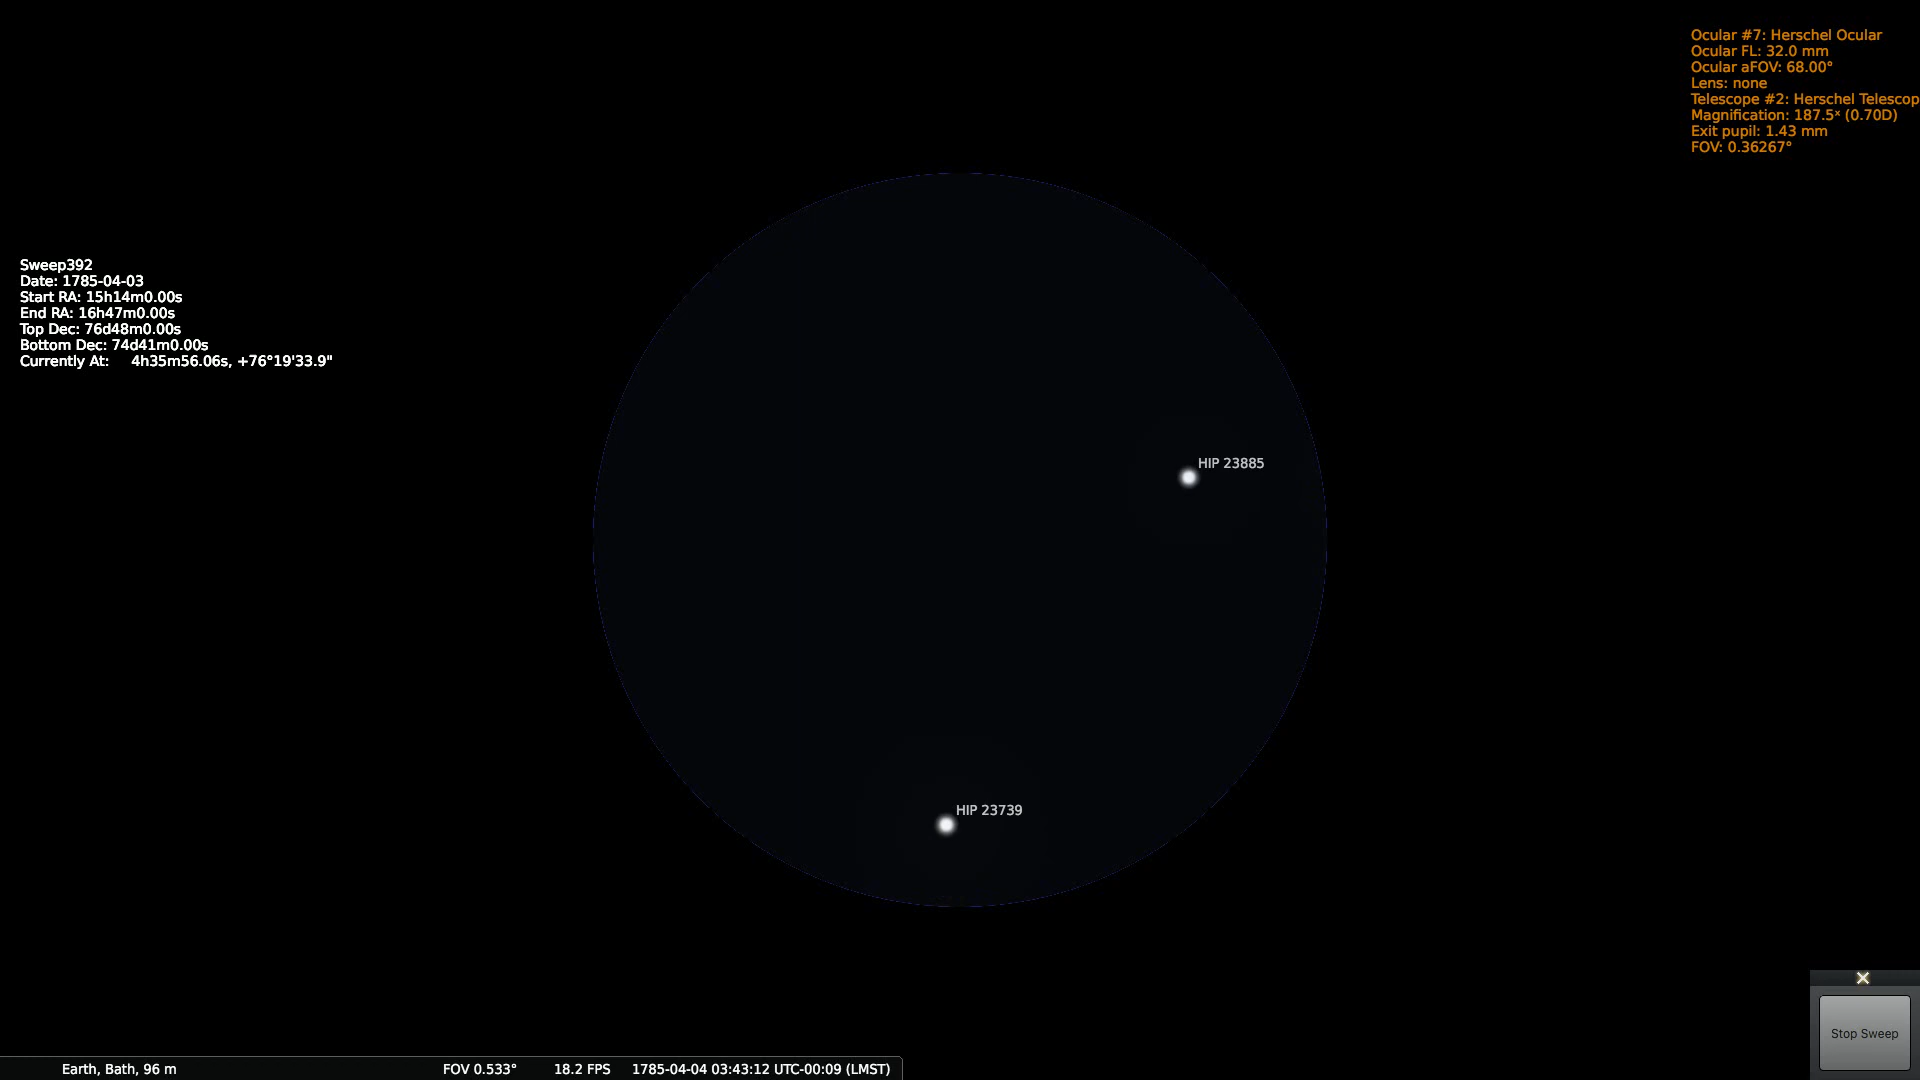 Ocular #7: Herschel Ocular
Ocular FL: 32.0 mm
Ocular aFOV: 68.00°
Lens: none
Telescope #2: Herschel Telescop
Magnification: 187.5ˣ (0.70D)
Exit pupil: 1.43 mm
FOV: 0.36267°
Sweep392
Date: 1785-04-03
Start RA: 15h14m0.00s
End RA: 16h47m0.00s
Top Dec: 76d48m0.00s
Bottom Dec: 74d41m0.00s
Currently At: 4h35m56.06s, +76°19'33.9"
HIP 23885
HIP 23739
Stop Sweep
Earth, Bath, 96 m FOV 0.533° 18.2 FPS 1785-04-04 03:43:12 UTC-00:09 (LMST)